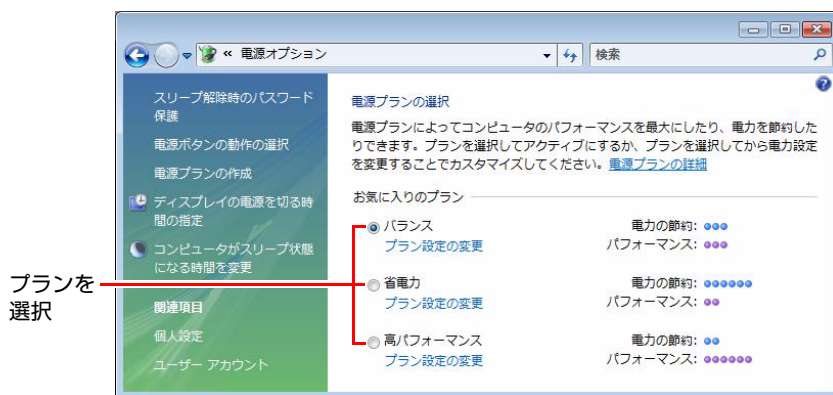 « 電源オプション
検索
スリープ解除時のパスワード
保護
電源ボタンの動作の選択
電源プランの作成
ディスプレイの電源を切る時
間の指定
コンピュータがスリープ状態
になる時間を変更
関連項目
個人設定
ユーザー アカウント
電源プランの選択
電源プランによってコンピュータのパフォーマンスを最大にしたり、電力を節約した
りできます。プランを選択してアクティブにするか、プランを選択してから電力設定
を変更することでカスタマイズしてください。電源プランの詳細
お気に入りのプラン
バランス 電力の節約:
プラン設定の変更 パフォーマンス:
省電力 電力の節約:
プラン設定の変更 パフォーマンス:
高パフォーマンス 電力の節約:
プラン設定の変更 パフォーマンス:
プランを
選択